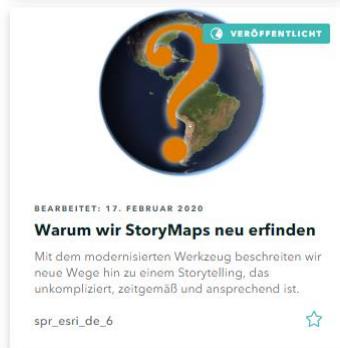 VERÖFFENTLICHT
?
BEARBEITET: 17. FEBRUAR 2020
Warum wir StoryMaps neu erfinden
Mit dem modernisierten Werkzeug beschreiten wir
neue Wege hin zu einem Storytelling, das
unkompliziert, zeitgemäß und ansprechend ist.
spr_esri_de_6